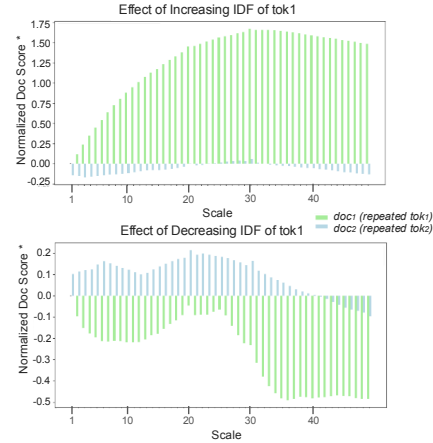 Effect of Increasing IDF of tok1
Normalized Doc Score *
1.75
1.50
1.25
1.00
0.75
0.50
0.25
0.00
-0.25
1 10 20 30 40
Scale
doc₁ (repeated tok₁)
doc₂ (repeated tok₂)
Effect of Decreasing IDF of tok1
Normalized Doc Score *
0.2
0.1
0.0
-0.1
-0.2
-0.3
-0.4
-0.5
1 10 20 30 40
Scale